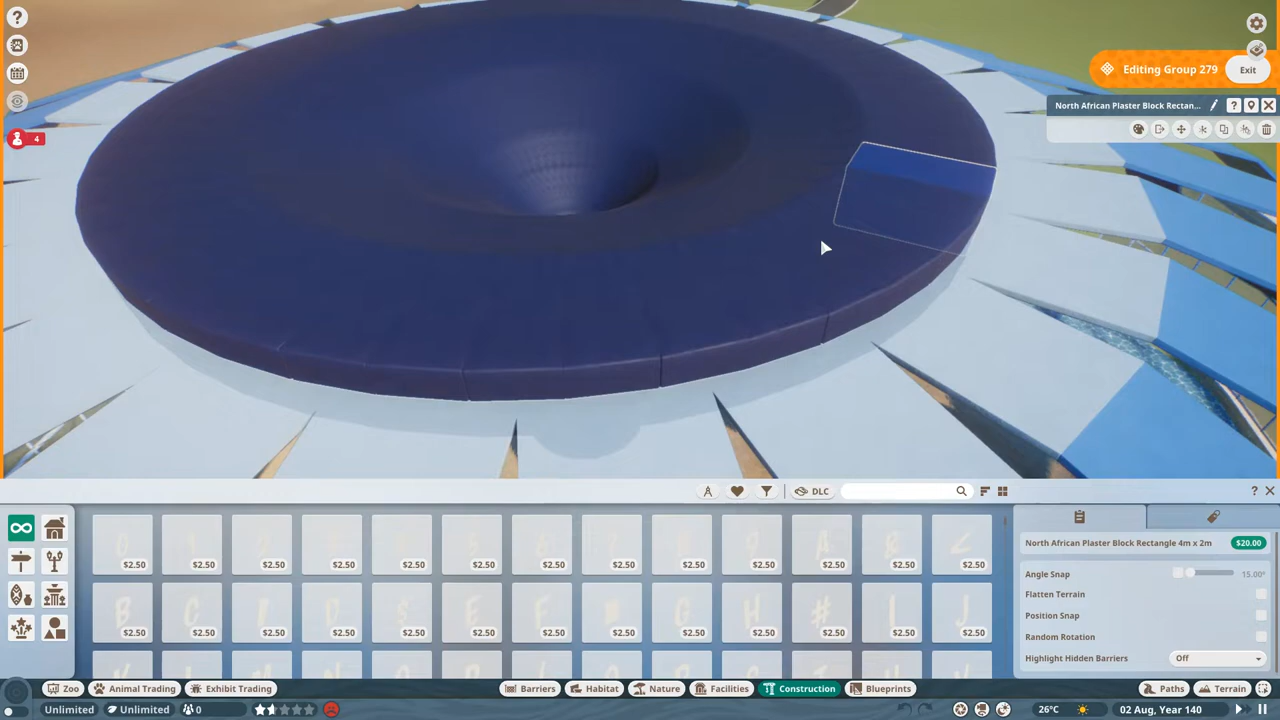 Editing Group 279
Exit
North African Plaster Block Rectan...
4
DLC
$2.50 $2.50 $2.50 $2.50 $2.50 $2.50 $2.50 $2.50 $2.50 $2.50 $2.50 $2.50 $2.50
$2.50 $2.50 $2.50 $2.50 $2.50 $2.50 $2.50 $2.50 $2.50 $2.50 $2.50 $2.50 $2.50
North African Plaster Block Rectangle 4m x 2m $20.00
Angle Snap 15.00°
Flatten Terrain
Position Snap
Random Rotation
Highlight Hidden Barriers Off
Zoo Animal Trading Exhibit Trading Barriers Habitat Nature Facilities Construction Blueprints Paths Terrain
Unlimited Unlimited 0 26°C 02 Aug, Year 140